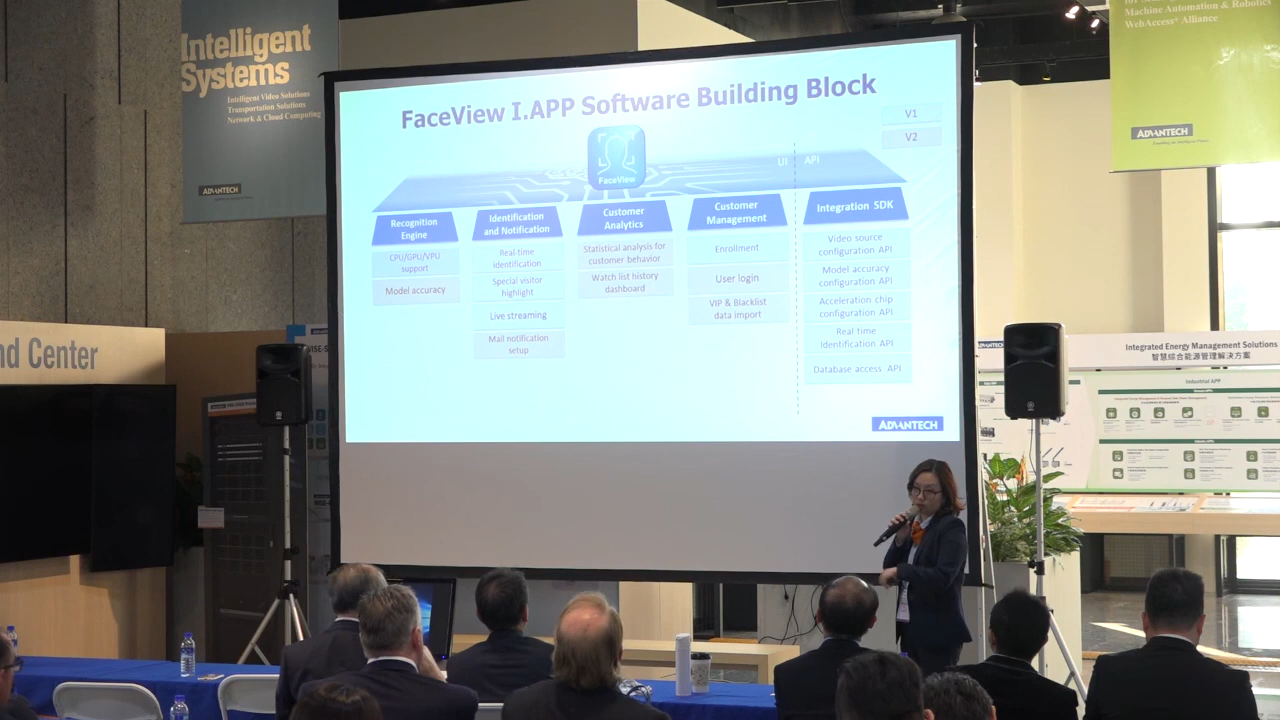 Intelligent
Systems
Intelligent Video Solutions
Transportation Solutions
Network & Cloud Computing
ADVANTECH
Machine Automation & Robotics
WebAccess+ Alliance
ADVANTECH
FaceView I.APP Software Building Block
V1
V2
FaceView
UI
API
Recognition
Engine
CPU/GPU/VPU
support
Model accuracy
Identification
and Notification
Real-time
identification
Special visitor
highlight
Live streaming
Mail notification
setup
Customer
Analytics
Statistical analysis for
customer behavior
Watch list history
dashboard
Customer
Management
Enrollment
User login
VIP & Blacklist
data import
Integration SDK
Video source
configuration API
Model accuracy
configuration API
Acceleration chip
configuration API
Real time
Identification API
Database access API
ADVANTECH
nd Center
ADVANTECH
Integrated Energy Management Solutions
智慧綜合能源管理解決方案
Industrial APP